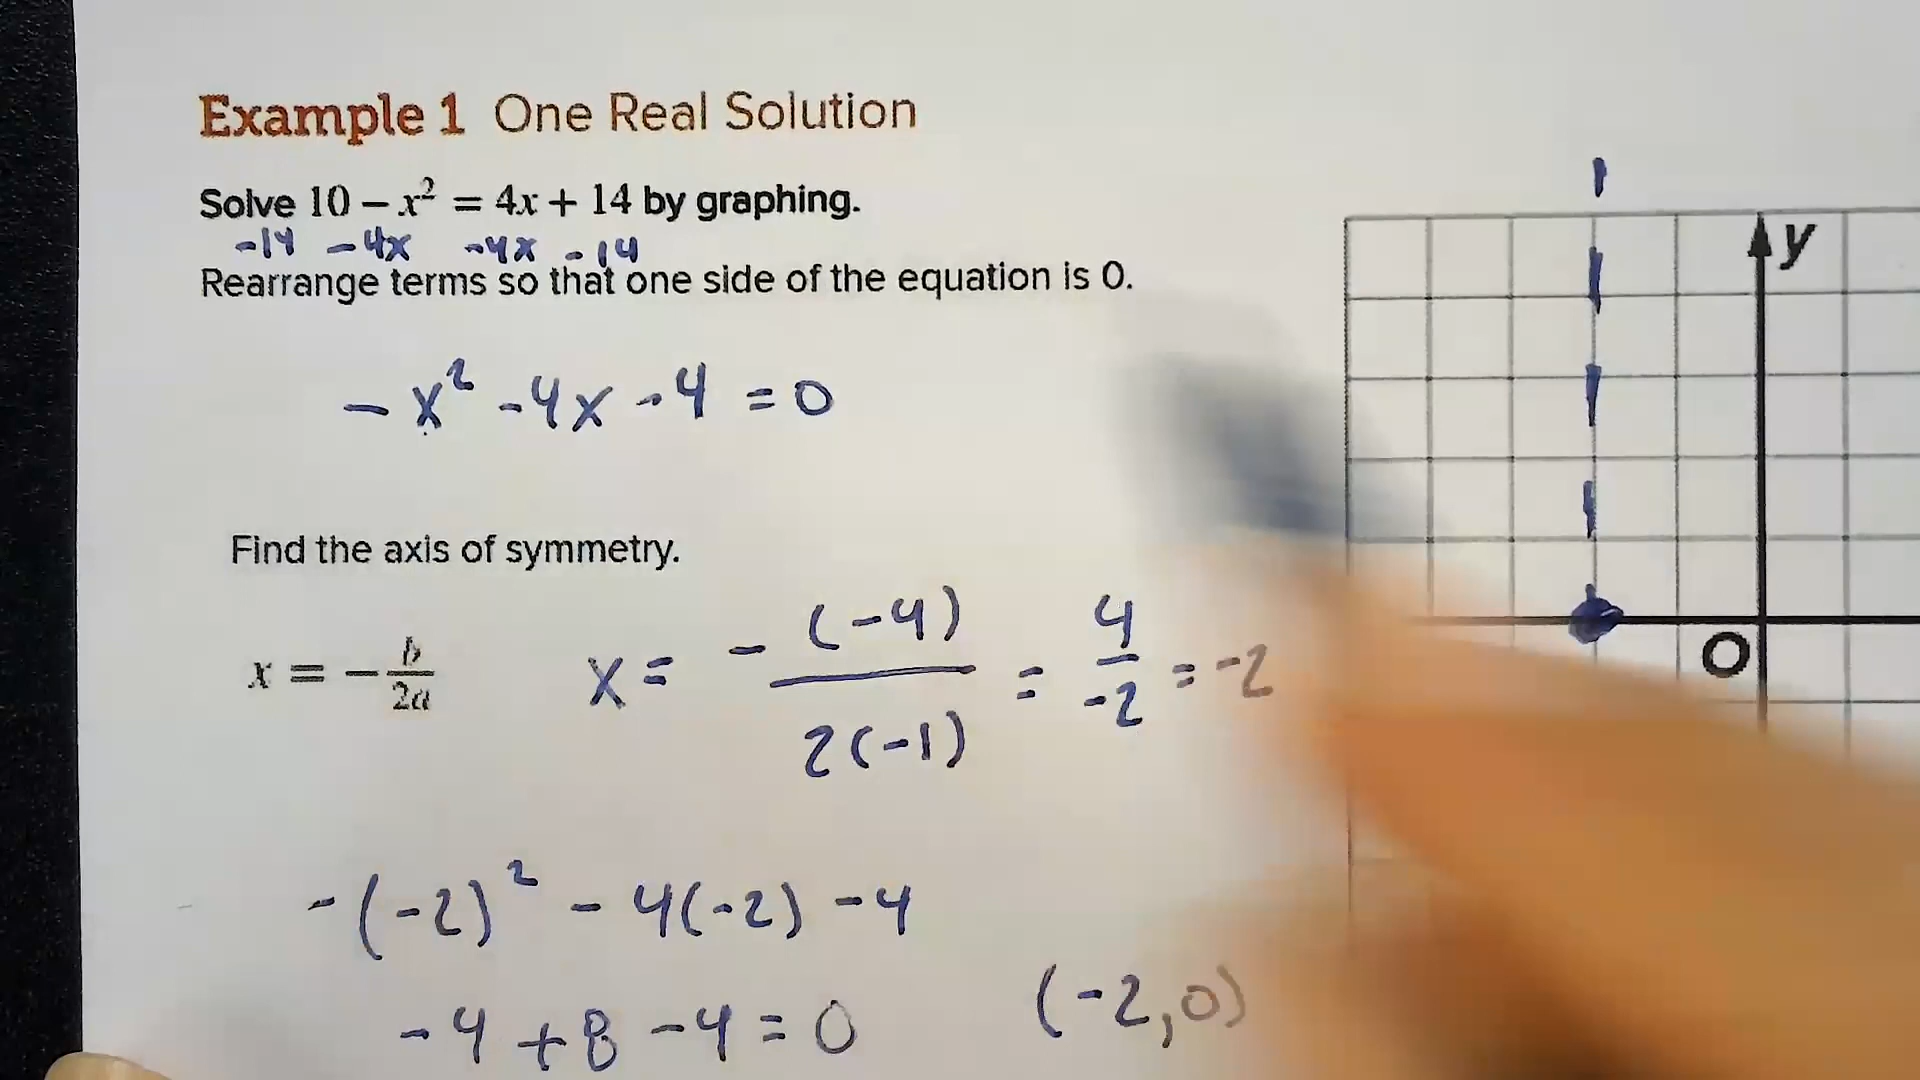 Example 1 One Real Solution
Solve 10 – x² = 4x + 14 by graphing.
-14 -4x -4x -14
Rearrange terms so that one side of the equation is 0.
- x² - 4x - 4 = 0
Find the axis of symmetry.
x = – b/2a x = - (-4)/2(-1) = 4/-2 = -2
-(-2)² - 4(-2) - 4
-4 + 8 - 4 = 0 (-2,0)
y
O